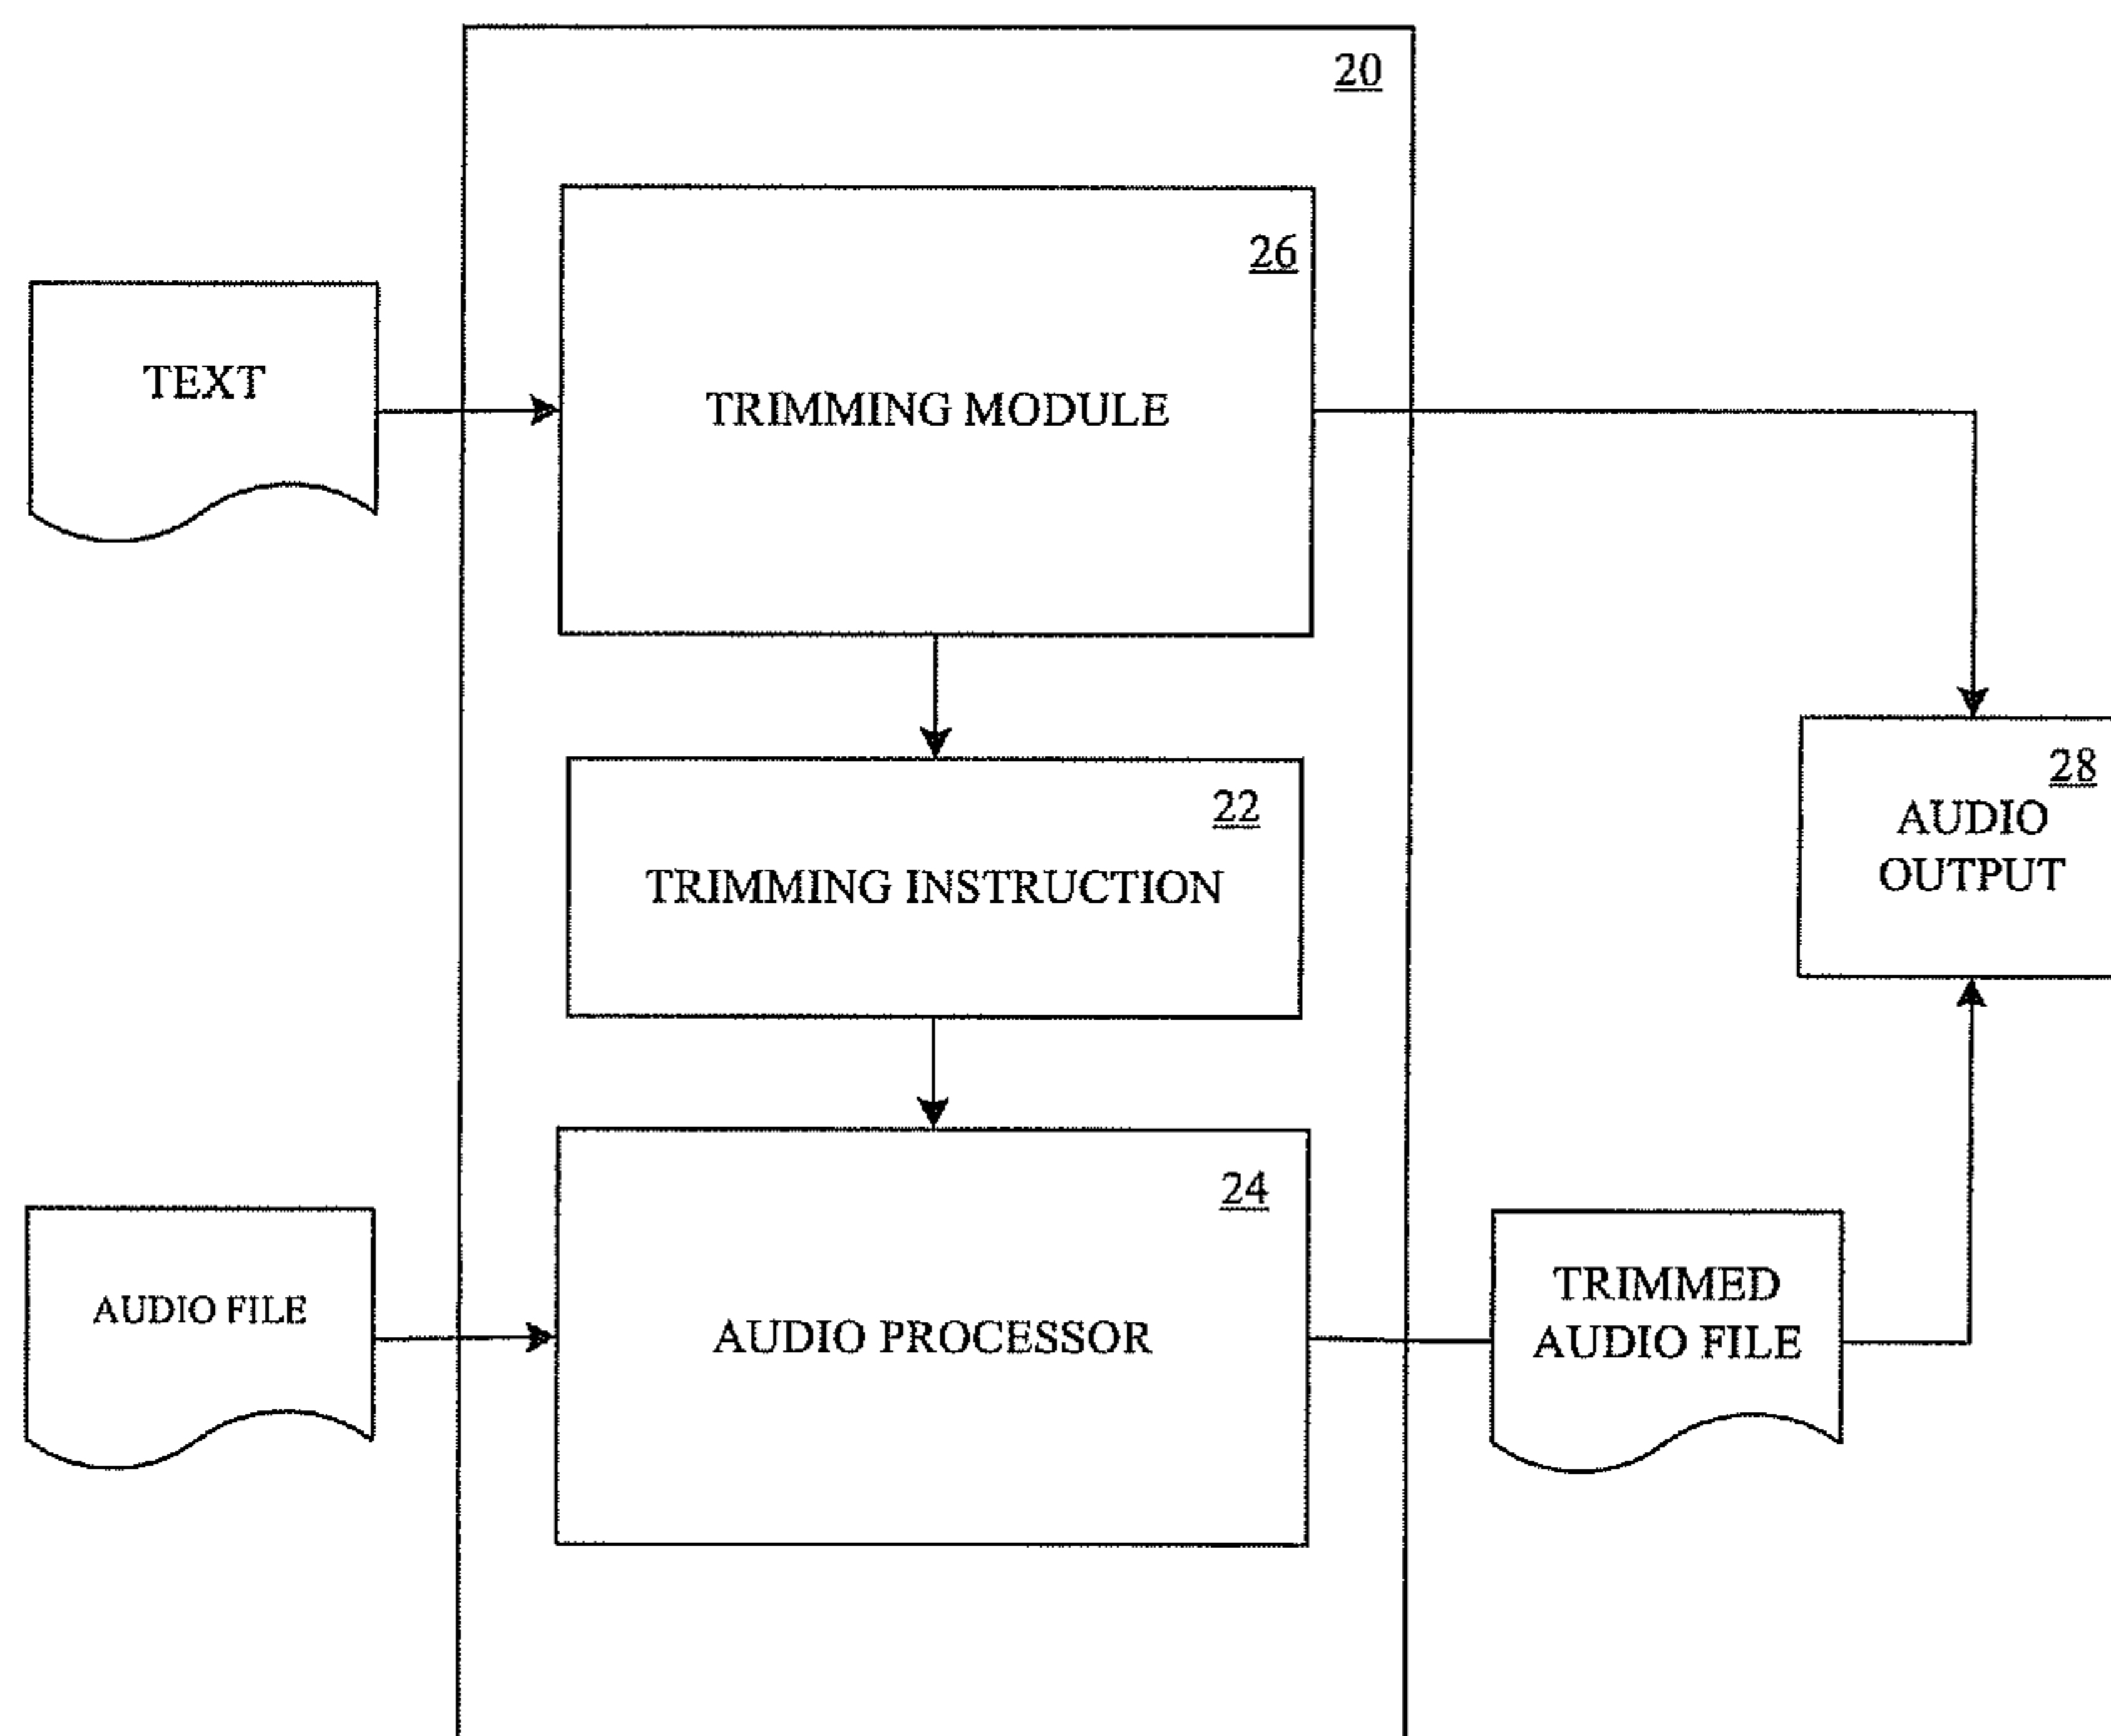 20
26
TEXT
TRIMMING MODULE
28
AUDIO
OUTPUT
22
TRIMMING INSTRUCTION
24
AUDIO FILE
AUDIO PROCESSOR
TRIMMED
AUDIO FILE